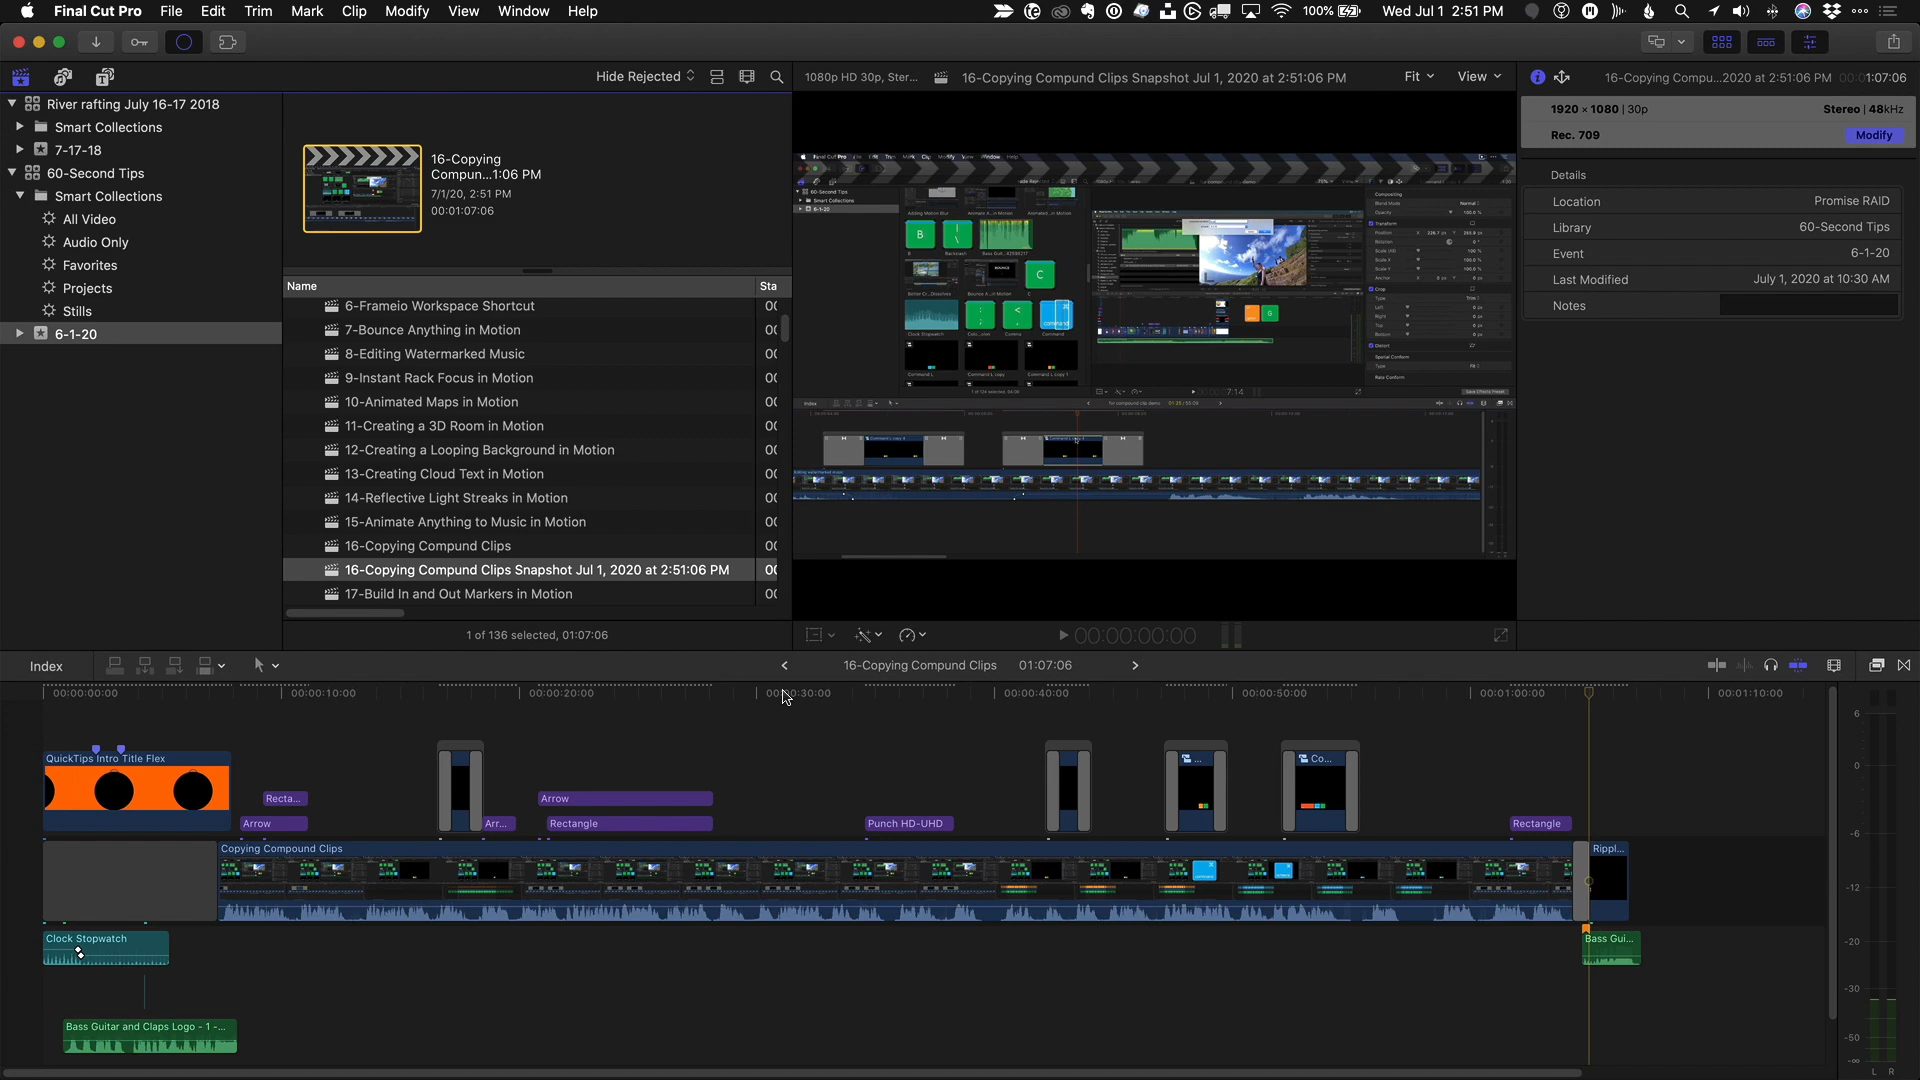 Final Cut Pro File Edit Trim Mark Clip Modify View Window Help
100% Wed Jul 1 2:51 PM
Hide Rejected
1080p HD 30p, Ster... 16-Copying Compund Clips Snapshot Jul 1, 2020 at 2:51:06 PM Fit View
16-Copying Compu...2020 at 2:51:06 PM 00:01:07:06
River rafting July 16-17 2018
Smart Collections
7-17-18
60-Second Tips
Smart Collections
All Video
Audio Only
Favorites
Projects
Stills
6-1-20
16-Copying
Compun...1:06 PM
7/1/20, 2:51 PM
00:01:07:06
Name Sta
6-Frameio Workspace Shortcut
7-Bounce Anything in Motion
8-Editing Watermarked Music
9-Instant Rack Focus in Motion
10-Animated Maps in Motion
11-Creating a 3D Room in Motion
12-Creating a Looping Background in Motion
13-Creating Cloud Text in Motion
14-Reflective Light Streaks in Motion
15-Animate Anything to Music in Motion
16-Copying Compund Clips
16-Copying Compund Clips Snapshot Jul 1, 2020 at 2:51:06 PM
17-Build In and Out Markers in Motion
1 of 136 selected, 01:07:06
00:00:00:00
1920 × 1080 | 30p Stereo | 48kHz
Rec. 709 Modify
Details
Location Promise RAID
Library 60-Second Tips
Event 6-1-20
Last Modified July 1, 2020 at 10:30 AM
Notes
Index 16-Copying Compund Clips 01:07:06
00:00:00:00 00:00:10:00 00:00:20:00 00:00:30:00 00:00:40:00 00:00:50:00 00:01:00:00 00:01:10:00
QuickTips Intro Title Flex
Recta...
Arrow
Arr...
Arrow
Rectangle
Punch HD-UHD
...
Co...
Rectangle
Copying Compound Clips
Rippl...
Clock Stopwatch
Bass Gui...
Bass Guitar and Claps Logo - 1 -...
6
0
-6
-12
-20
-30
-50
-∞
L R